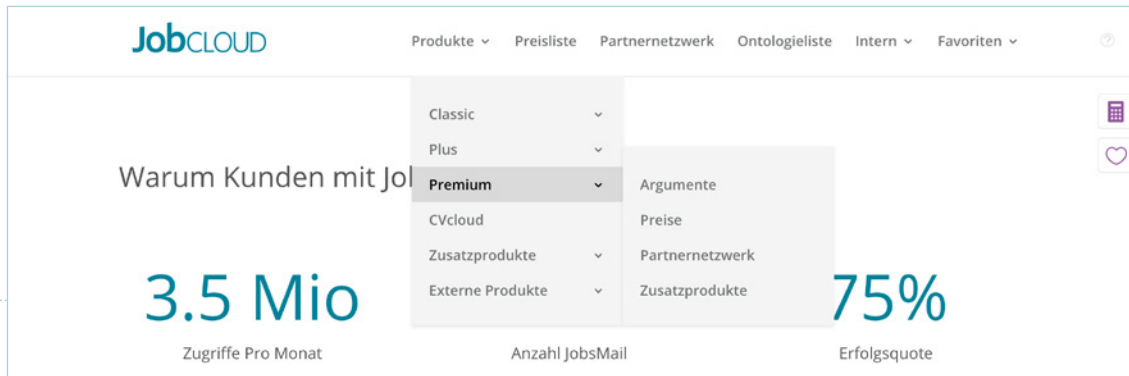 JobCLOUD
Produkte Preisliste Partnernetzwerk Ontologieliste Intern Favoriten
Classic
Plus
Premium
CVcloud
Zusatzprodukte
Externe Produkte
Argumente
Preise
Partnernetzwerk
Zusatzprodukte
Warum Kunden mit
3.5 Mio
75%
Zugriffe Pro Monat
Anzahl JobsMail
Erfolgsquote